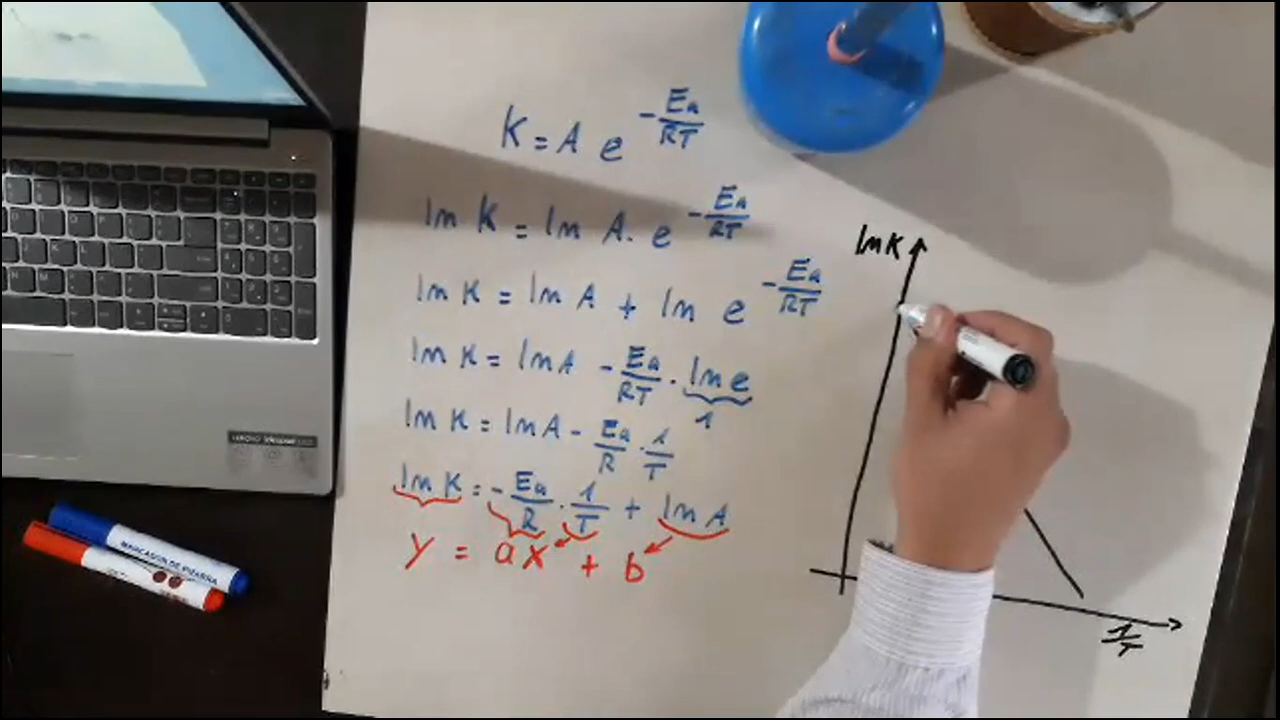 K = A e^{-Ea/RT}
ln K = ln A . e^{-Ea/RT}
ln K = ln A + ln e^{-Ea/RT}
ln K = ln A - Ea/RT . ln e
1
ln K = ln A - Ea/R . 1/T
ln K = - Ea/R . 1/T + ln A
y = a x + b
ln K
1/T
MARCADOR DE PIZARRA